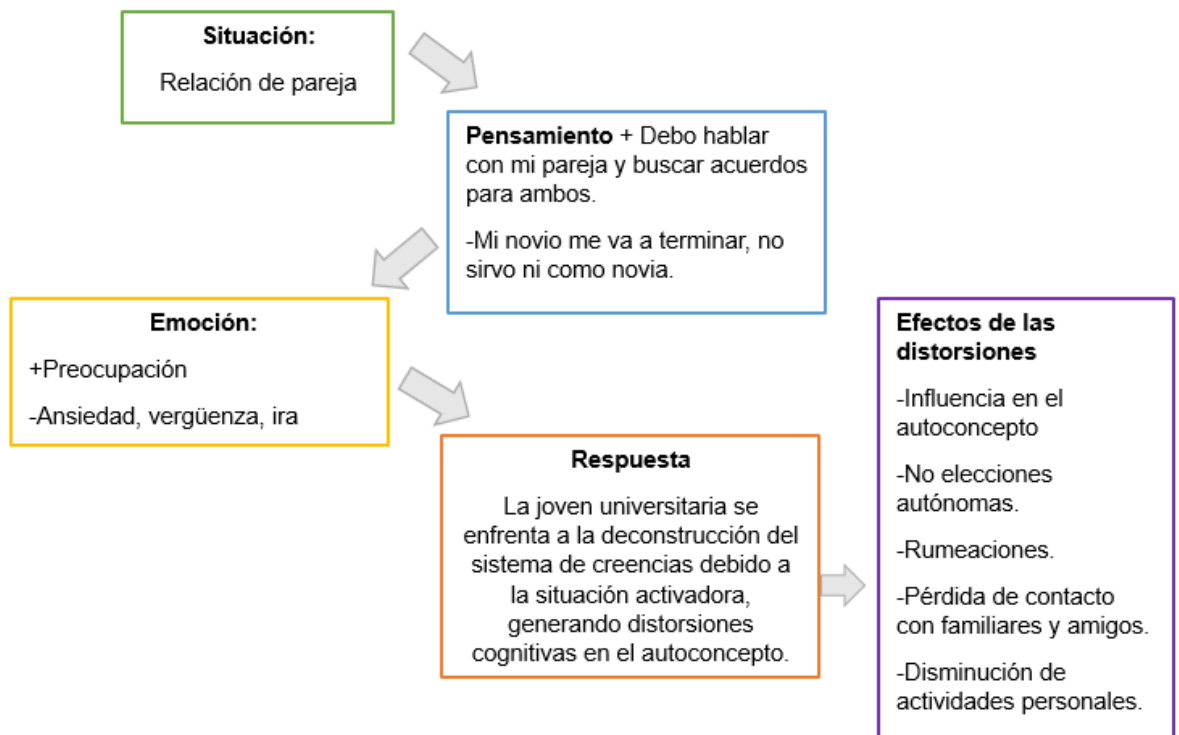 Situación:
Relación de pareja
Pensamiento + Debo hablar
con mi pareja y buscar acuerdos
para ambos.
-Mi novio me va a terminar, no
sirvo ni como novia.
Emoción:
+Preocupación
-Ansiedad, vergüenza, ira
Respuesta
La joven universitaria se
enfrenta a la deconstrucción del
sistema de creencias debido a
la situación activadora,
generando distorsiones
cognitivas en el autoconcepto.
Efectos de las
distorsiones
-Influencia en el
autoconcepto
-No elecciones
autónomas.
-Rumeaciones.
-Pérdida de contacto
con familiares y amigos.
-Disminución de
actividades personales.